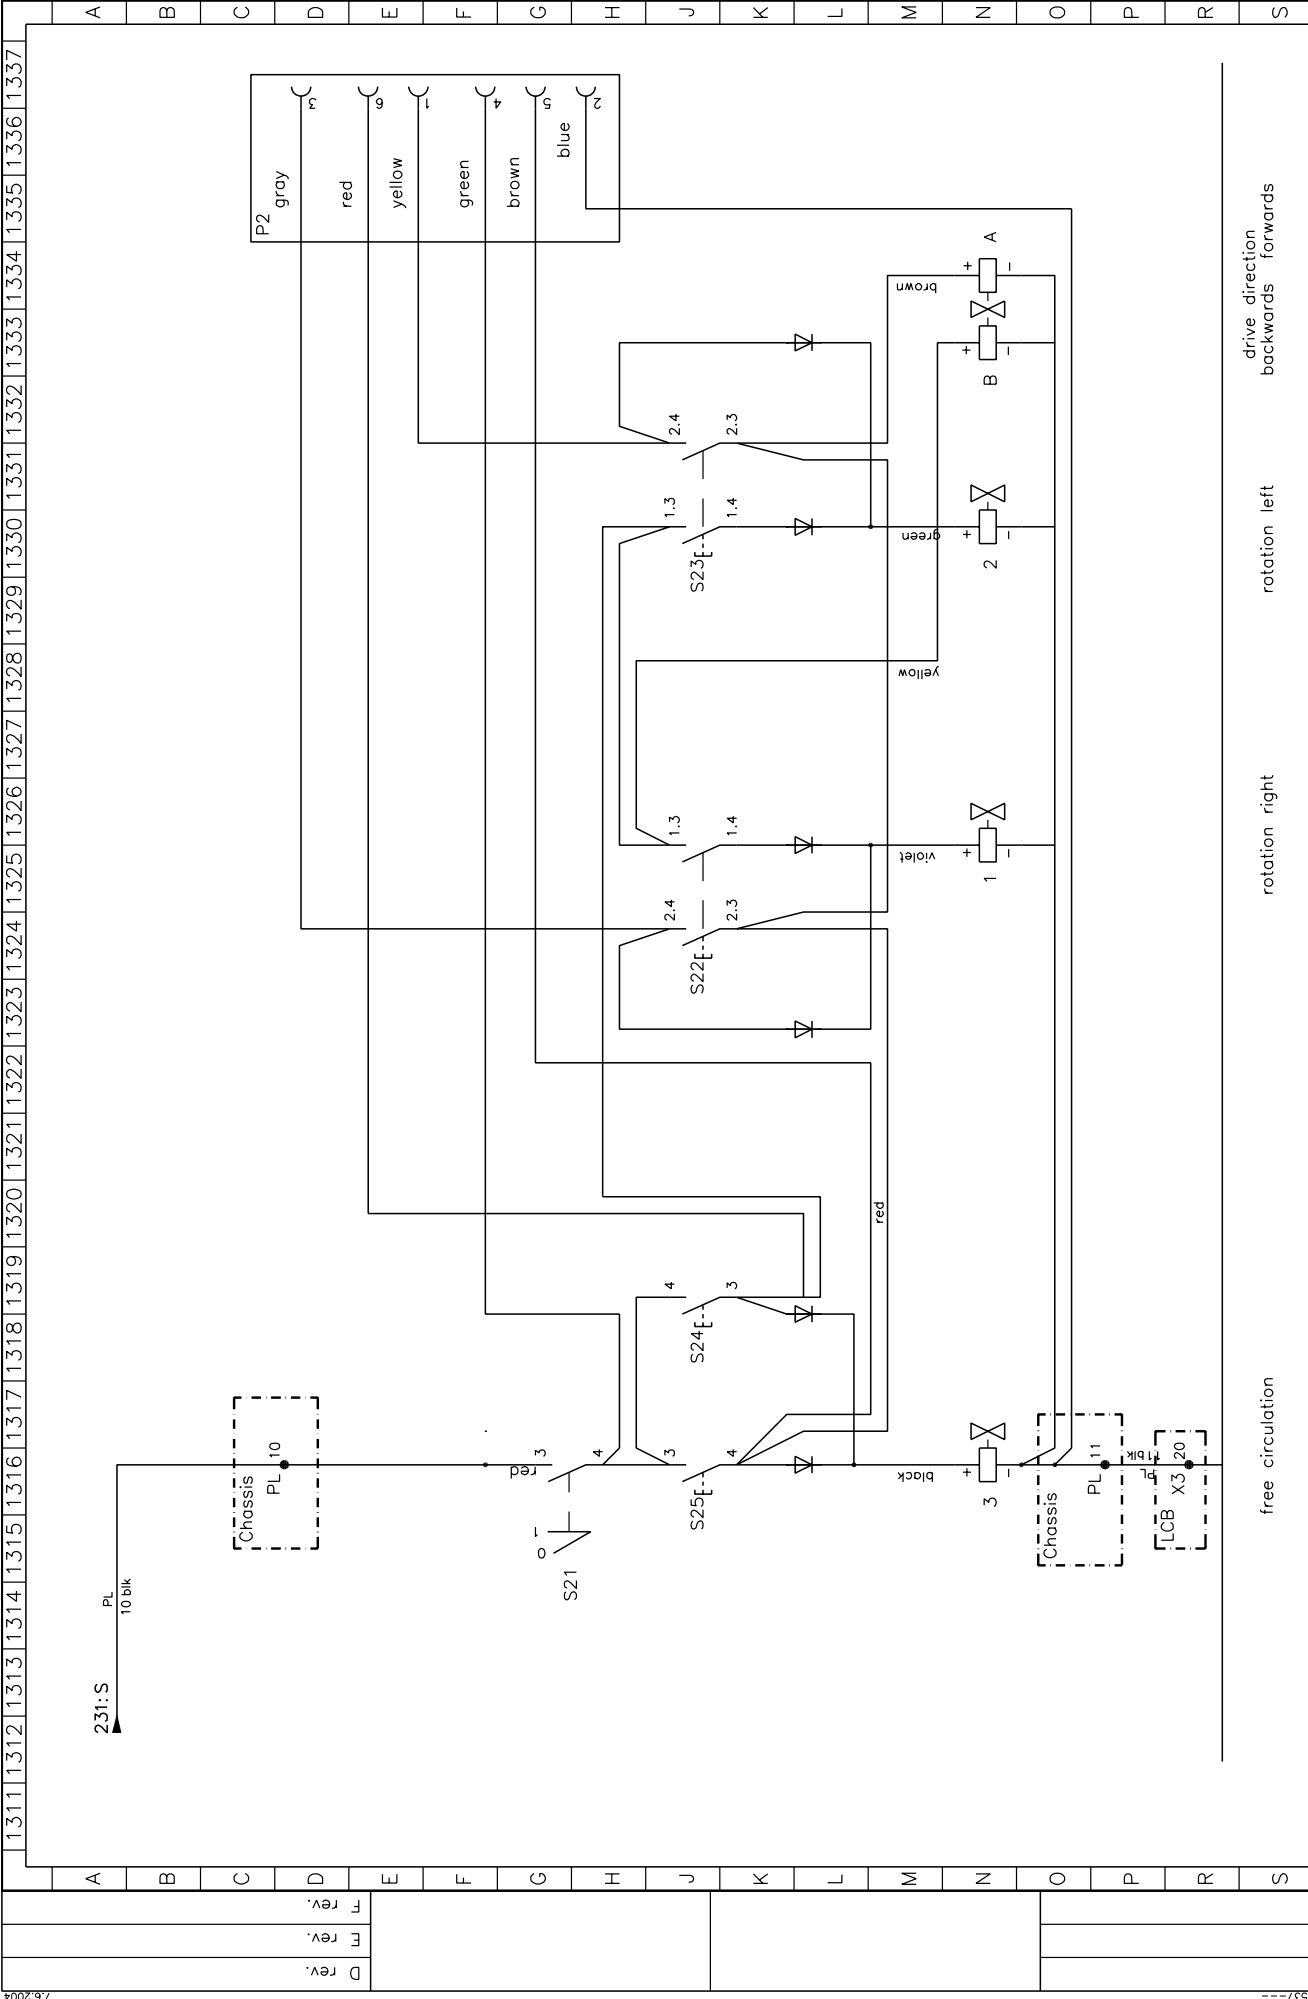 A B C D E F G H J K L M N O P R S
1311 1312 1313 1314 1315 1316 1317 1318 1319 1320 1321 1322 1323 1324 1325 1326 1327 1328 1329 1330 1331 1332 1333 1334 1335 1336 1337
231:S
PL
10 blk
Chassis
PL 10
P2
gray
3
red
6
yellow
1
green
4
brown
5
blue
2
red
3
4
0 1
S21
3
4
S25
4
3
S24
2.4
2.3
S22
1.3
1.4
1.3
1.4
S23
2.4
2.3
red
black
violet
yellow
green
brown
+
-
3
+
-
1
+
-
2
+
-
B
+
-
A
Chassis
PL 11
PL
11blk
LCB
X3 20
free circulation
rotation right
rotation left
drive direction
backwards forwards
A B C D E F G H J K L M N O P R S
F rev.
E rev.
D rev.
7.6.2004